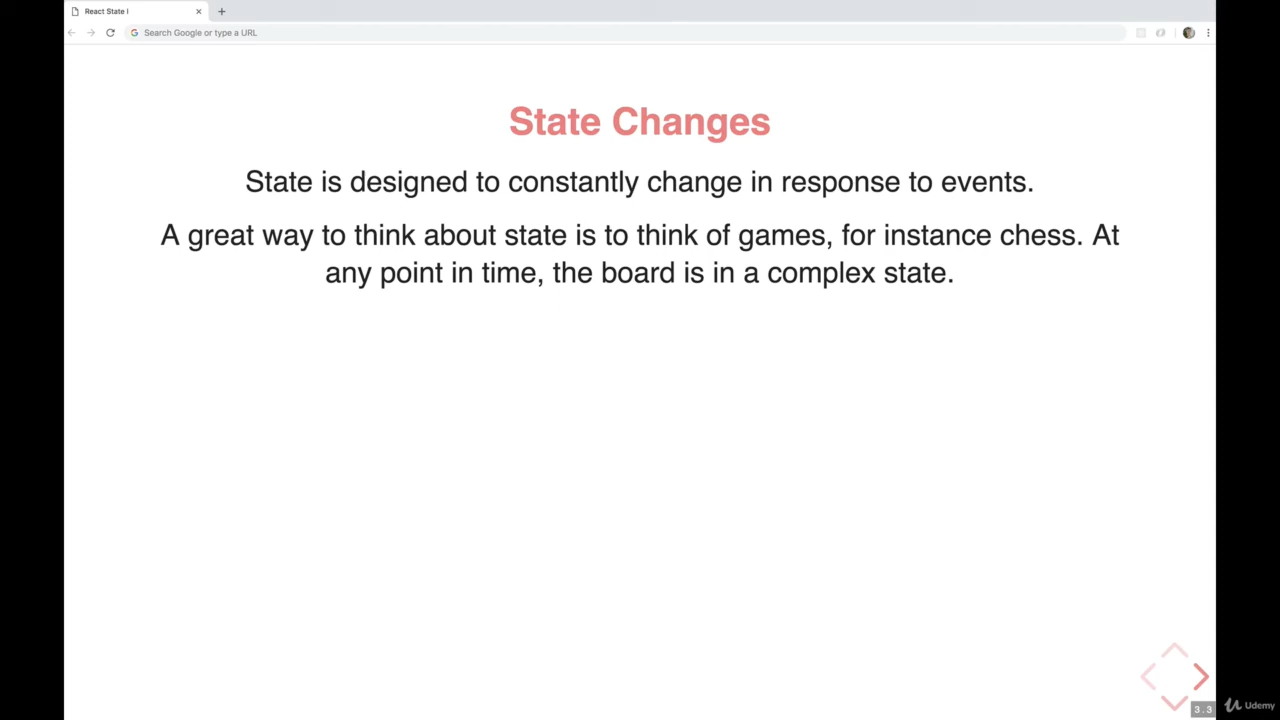 React State I
Search Google or type a URL
State Changes
State is designed to constantly change in response to events.
A great way to think about state is to think of games, for instance chess. At
any point in time, the board is in a complex state.
3.3
Udemy